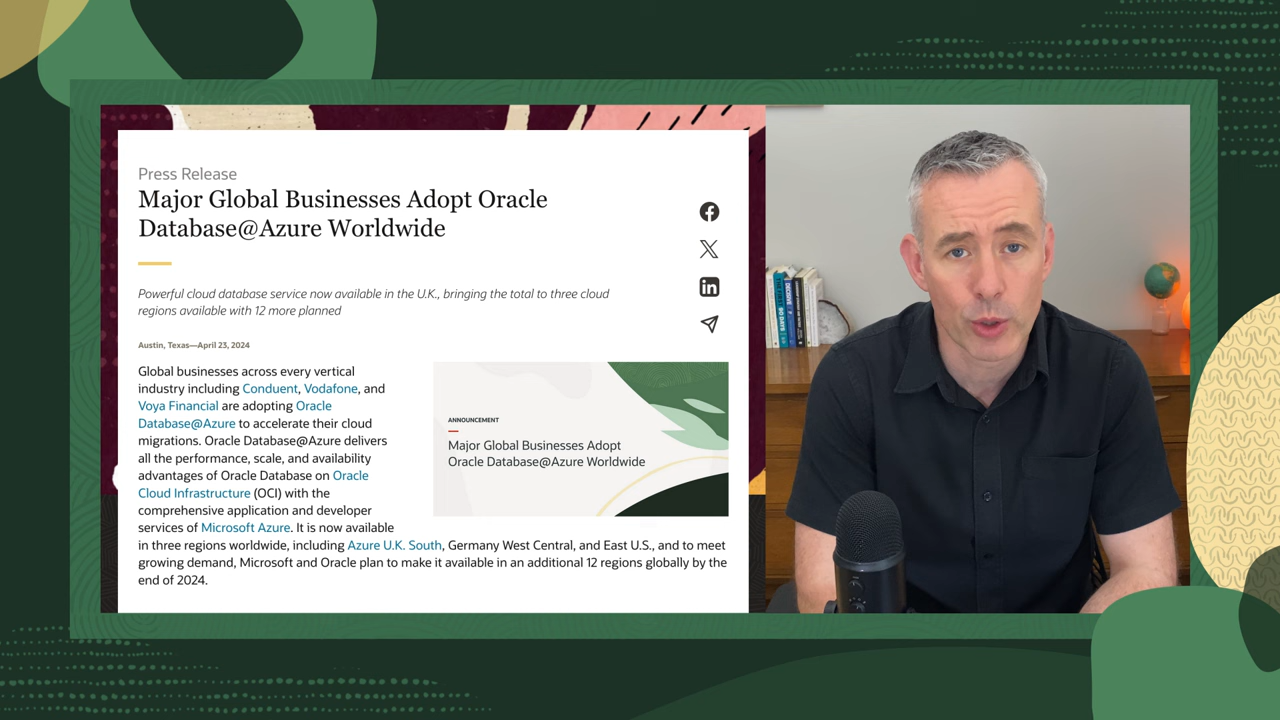 Press Release
Major Global Businesses Adopt Oracle
Database@Azure Worldwide
Powerful cloud database service now available in the U.K., bringing the total to three cloud
regions available with 12 more planned
Austin, Texas—April 23, 2024
Global businesses across every vertical
industry including Conduent, Vodafone, and
Voya Financial are adopting Oracle
Database@Azure to accelerate their cloud
migrations. Oracle Database@Azure delivers
all the performance, scale, and availability
advantages of Oracle Database on Oracle
Cloud Infrastructure (OCI) with the
comprehensive application and developer
services of Microsoft Azure. It is now available
in three regions worldwide, including Azure U.K. South, Germany West Central, and East U.S., and to meet
growing demand, Microsoft and Oracle plan to make it available in an additional 12 regions globally by the
end of 2024.
ANNOUNCEMENT
Major Global Businesses Adopt
Oracle Database@Azure Worldwide